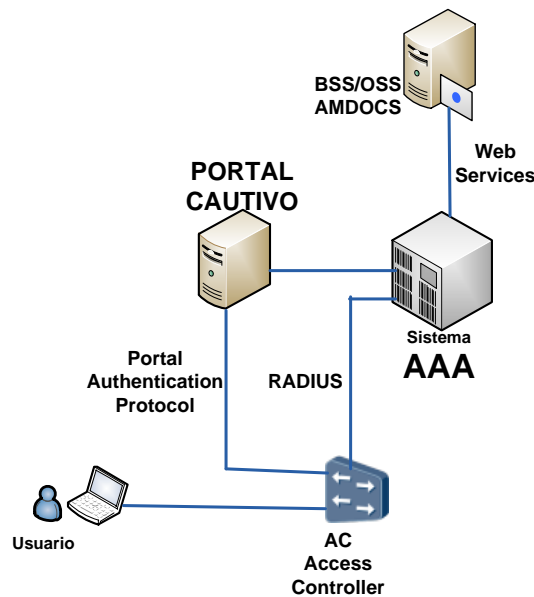 BSS/OSS
AMDOCS
Web
Services
PORTAL
CAUTIVO
Sistema
AAA
Portal
Authentication
Protocol
RADIUS
Usuario
AC
Access
Controller